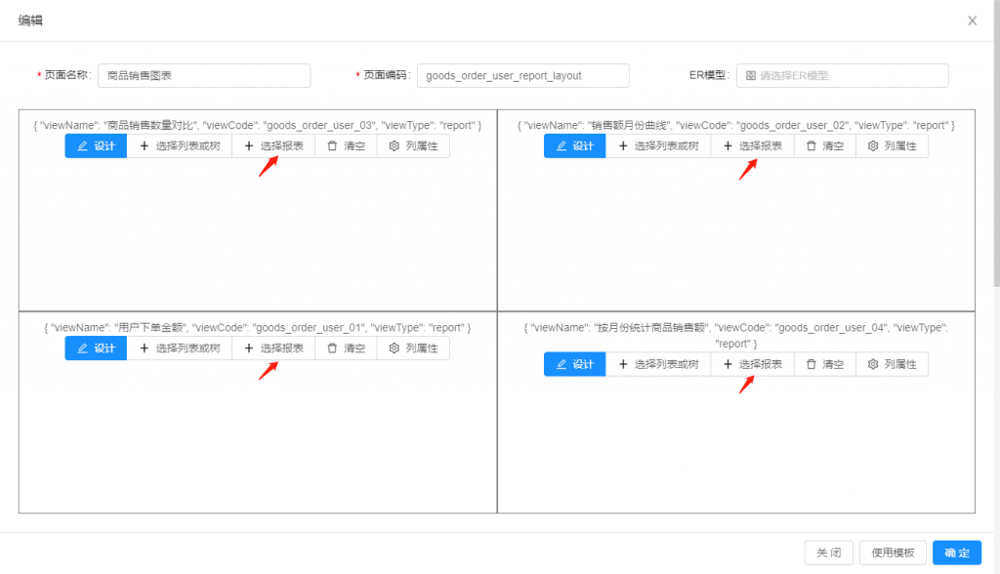 编辑
* 页面名称: 商品销售图表 * 页面编码: goods_order_user_report_layout ER模型: 请选择ER模型
{ "viewName": "商品销售数量对比", "viewCode": "goods_order_user_03", "viewType": "report" }
设计 + 选择列表或树 + 选择报表 清空 列属性
{ "viewName": "销售额月份曲线", "viewCode": "goods_order_user_02", "viewType": "report" }
设计 + 选择列表或树 + 选择报表 清空 列属性
{ "viewName": "用户下单金额", "viewCode": "goods_order_user_01", "viewType": "report" }
设计 + 选择列表或树 + 选择报表 清空 列属性
{ "viewName": "按月份统计商品销售额", "viewCode": "goods_order_user_04", "viewType":
"report" }
设计 + 选择列表或树 + 选择报表 清空 列属性
关 闭 使用模板 确 定